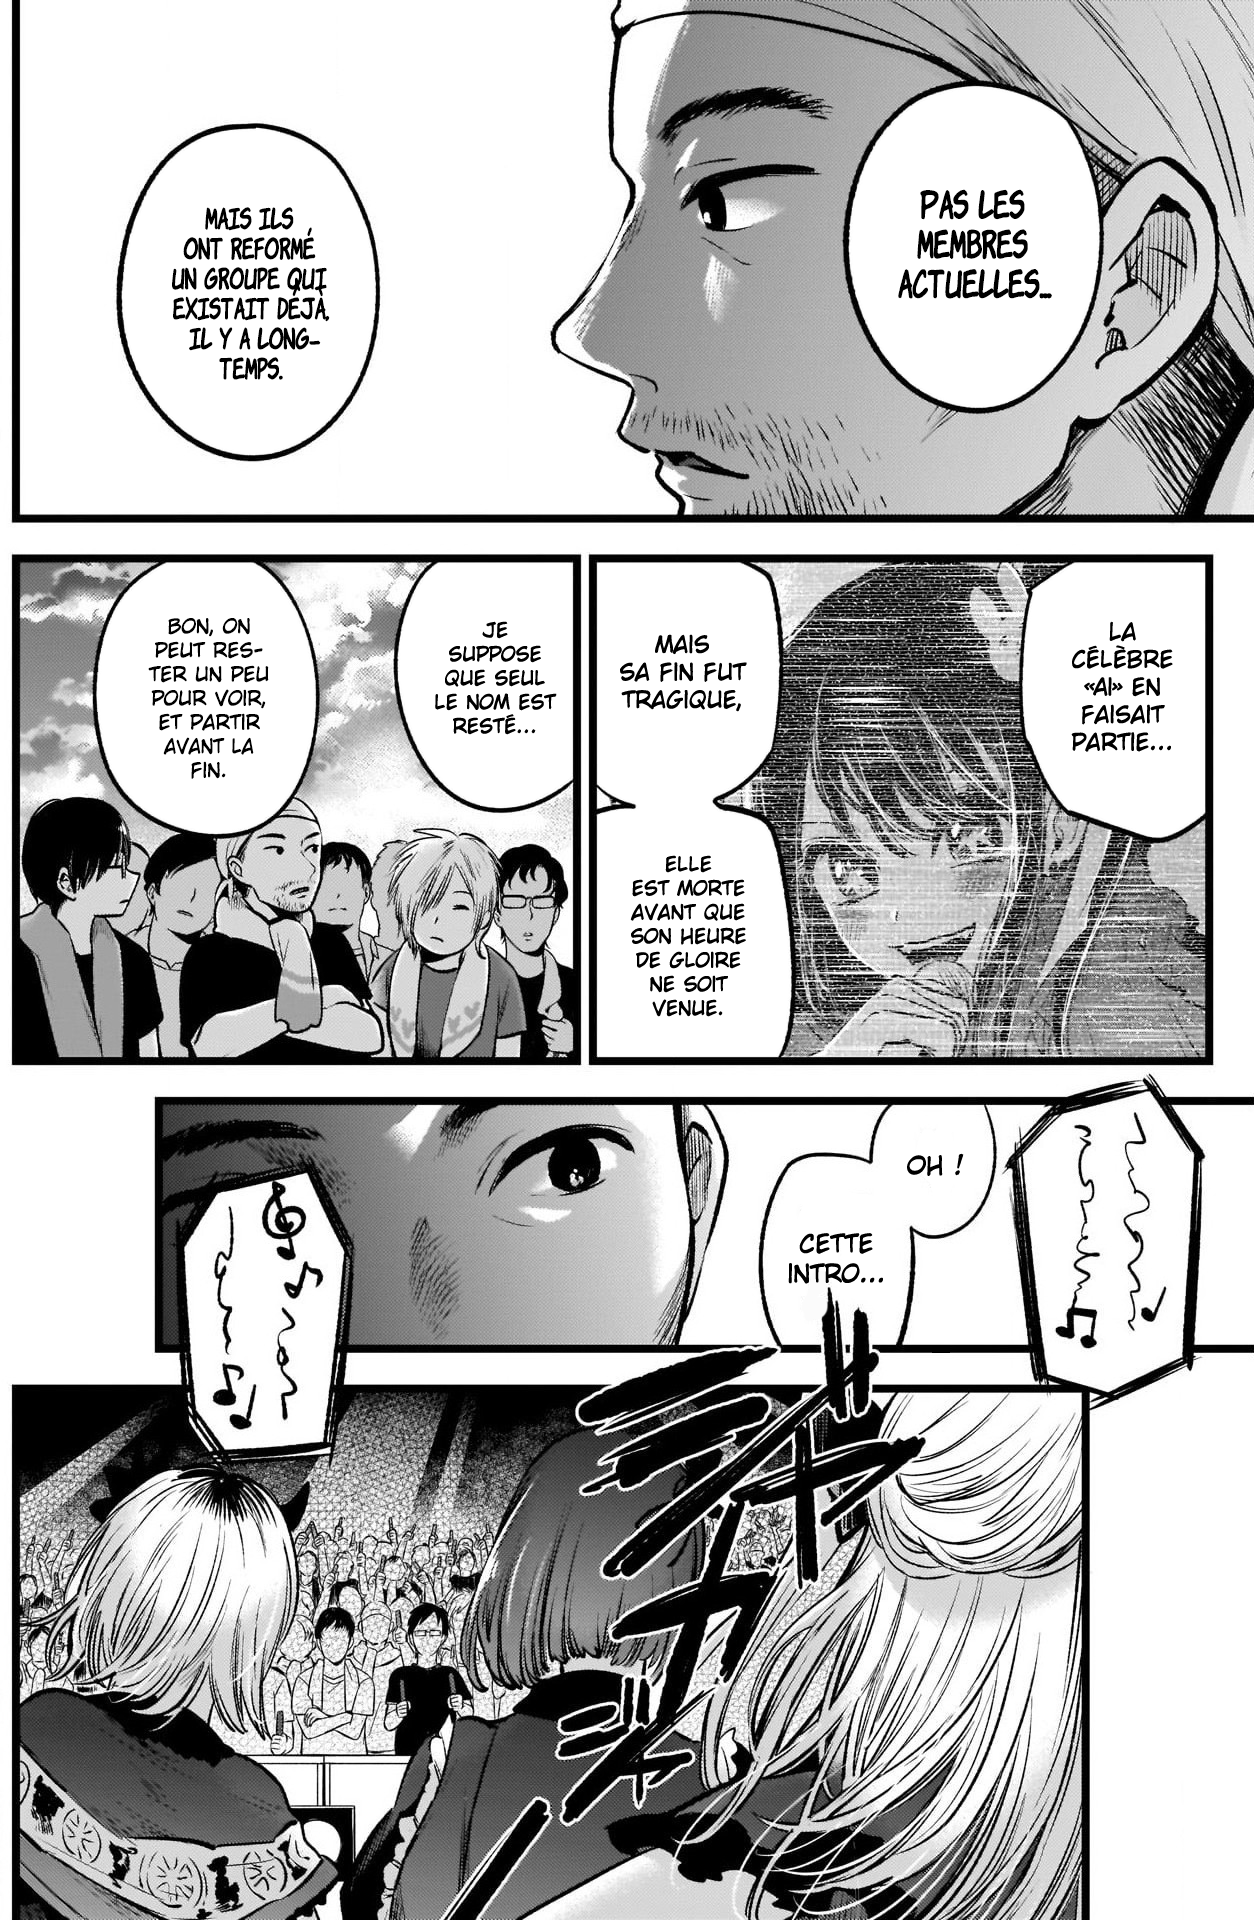 PAS LES
MEMBRES
ACTUELLES...
MAIS ILS
ONT REFORMÉ
UN GROUPE QUI
EXISTAIT DÉJÀ,
IL Y A LONG-
TEMPS.
LA
CÉLÈBRE
«AI» EN
FAISAIT
PARTIE...
MAIS
SA FIN FUT
TRAGIQUE,
ELLE
EST MORTE
AVANT QUE
SON HEURE
DE GLOIRE
NE SOIT
VENUE.
JE
SUPPOSE
QUE SEUL
LE NOM EST
RESTÉ...
BON, ON
PEUT RES-
TER UN PEU
POUR VOIR,
ET PARTIR
AVANT LA
FIN.
OH !
CETTE
INTRO...